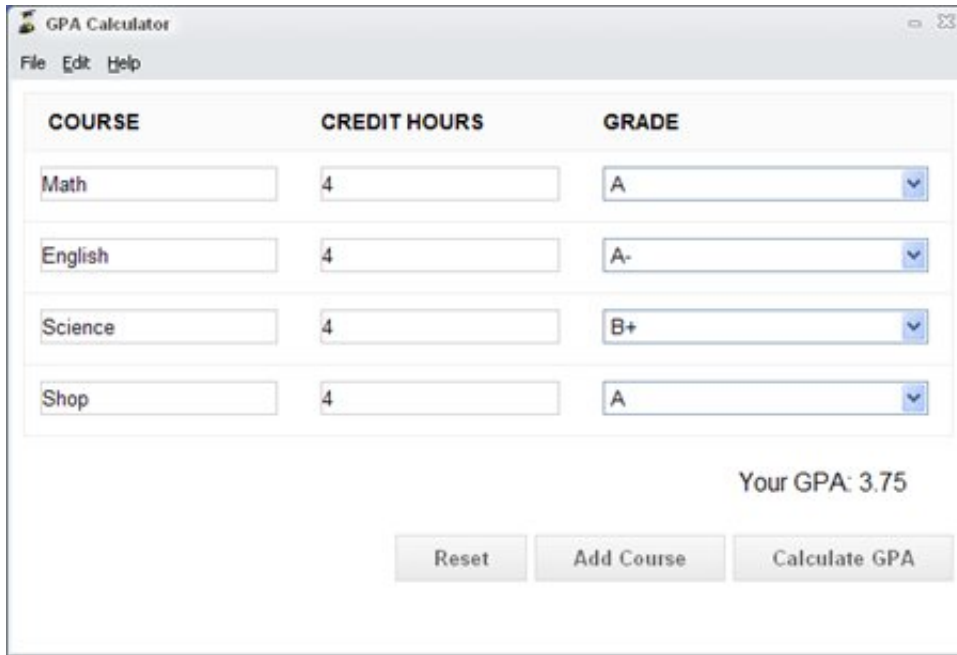 GPA Calculator
File Edit Help
COURSE CREDIT HOURS GRADE
Math 4 A
English 4 A-
Science 4 B+
Shop 4 A
Your GPA: 3.75
Reset Add Course Calculate GPA